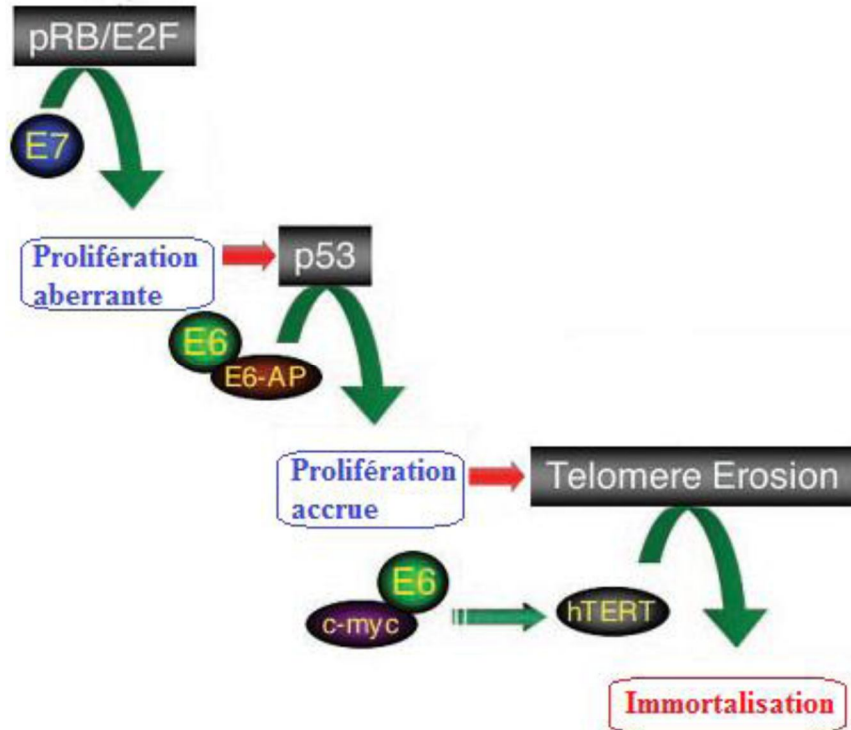 pRB/E2F
E7
Prolifération
aberrante
p53
E6
E6-AP
Prolifération
accrue
Telomere Erosion
E6
c-myc
hTERT
Immortalisation